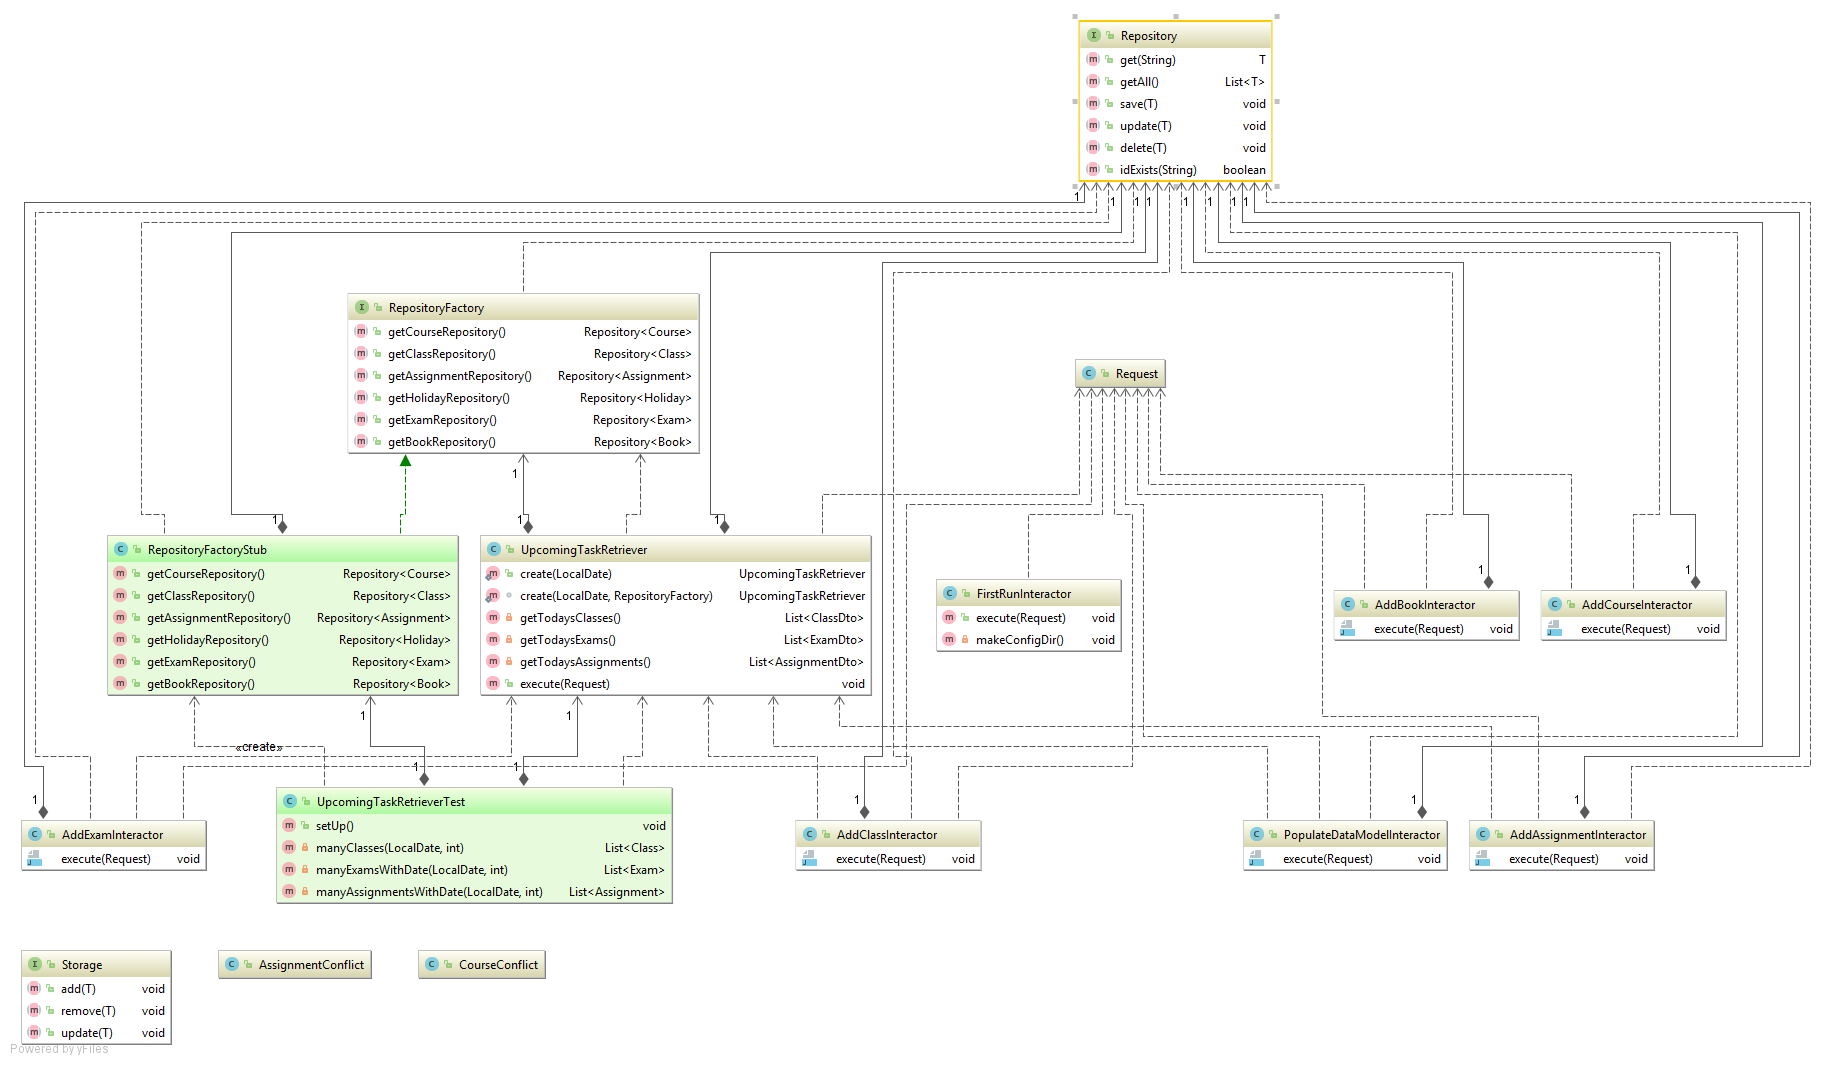 Repository
get(String) T
getAll() List<T>
save(T) void
update(T) void
delete(T) void
idExists(String) boolean
1 1 1 1 1 1 1
RepositoryFactory
getCourseRepository() Repository<Course>
getClassRepository() Repository<Class>
getAssignmentRepository() Repository<Assignment>
getHolidayRepository() Repository<Holiday>
getExamRepository() Repository<Exam>
getBookRepository() Repository<Book>
Request
1
1 1 1
RepositoryFactoryStub
getCourseRepository() Repository<Course>
getClassRepository() Repository<Class>
getAssignmentRepository() Repository<Assignment>
getHolidayRepository() Repository<Holiday>
getExamRepository() Repository<Exam>
getBookRepository() Repository<Book>
UpcomingTaskRetriever
create(LocalDate) UpcomingTaskRetriever
create(LocalDate, RepositoryFactory) UpcomingTaskRetriever
getTodaysClasses() List<ClassDto>
getTodaysExams() List<ExamDto>
getTodaysAssignments() List<AssignmentDto>
execute(Request) void
FirstRunInteractor
execute(Request) void
makeConfigDir() void
1
AddBookInteractor
execute(Request) void
1
AddCourseInteractor
execute(Request) void
1 1
«create»
1 1
1
AddExamInteractor
execute(Request) void
UpcomingTaskRetrieverTest
setUp() void
manyClasses(LocalDate, int) List<Class>
manyExamsWithDate(LocalDate, int) List<Exam>
manyAssignmentsWithDate(LocalDate, int) List<Assignment>
1
AddClassInteractor
execute(Request) void
1
PopulateDataModelInteractor
execute(Request) void
1
AddAssignmentInteractor
execute(Request) void
Storage
add(T) void
remove(T) void
update(T) void
AssignmentConflict
CourseConflict
Powered by yFiles